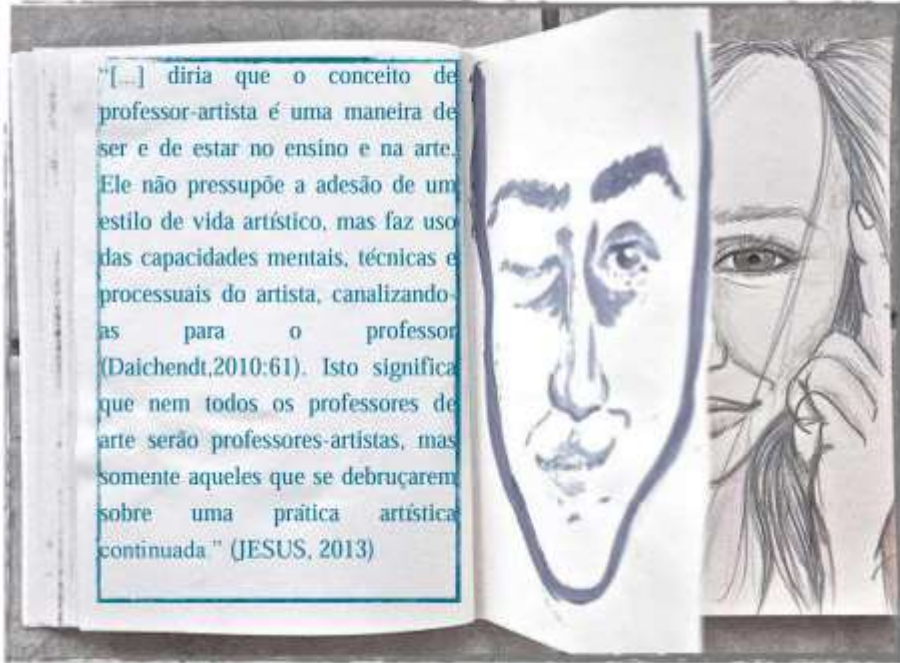 "[...] diria que o conceito de
professor-artista é uma maneira de
ser e de estar no ensino e na arte.
Ele não pressupõe a adesão de um
estilo de vida artístico, mas faz uso
das capacidades mentais, técnicas e
processuais do artista, canalizando-
as para o professor
(Daichendt,2010:61). Isto significa
que nem todos os professores de
arte serão professores-artistas, mas
somente aqueles que se debruçarem
sobre uma prática artística
continuada." (JESUS, 2013)